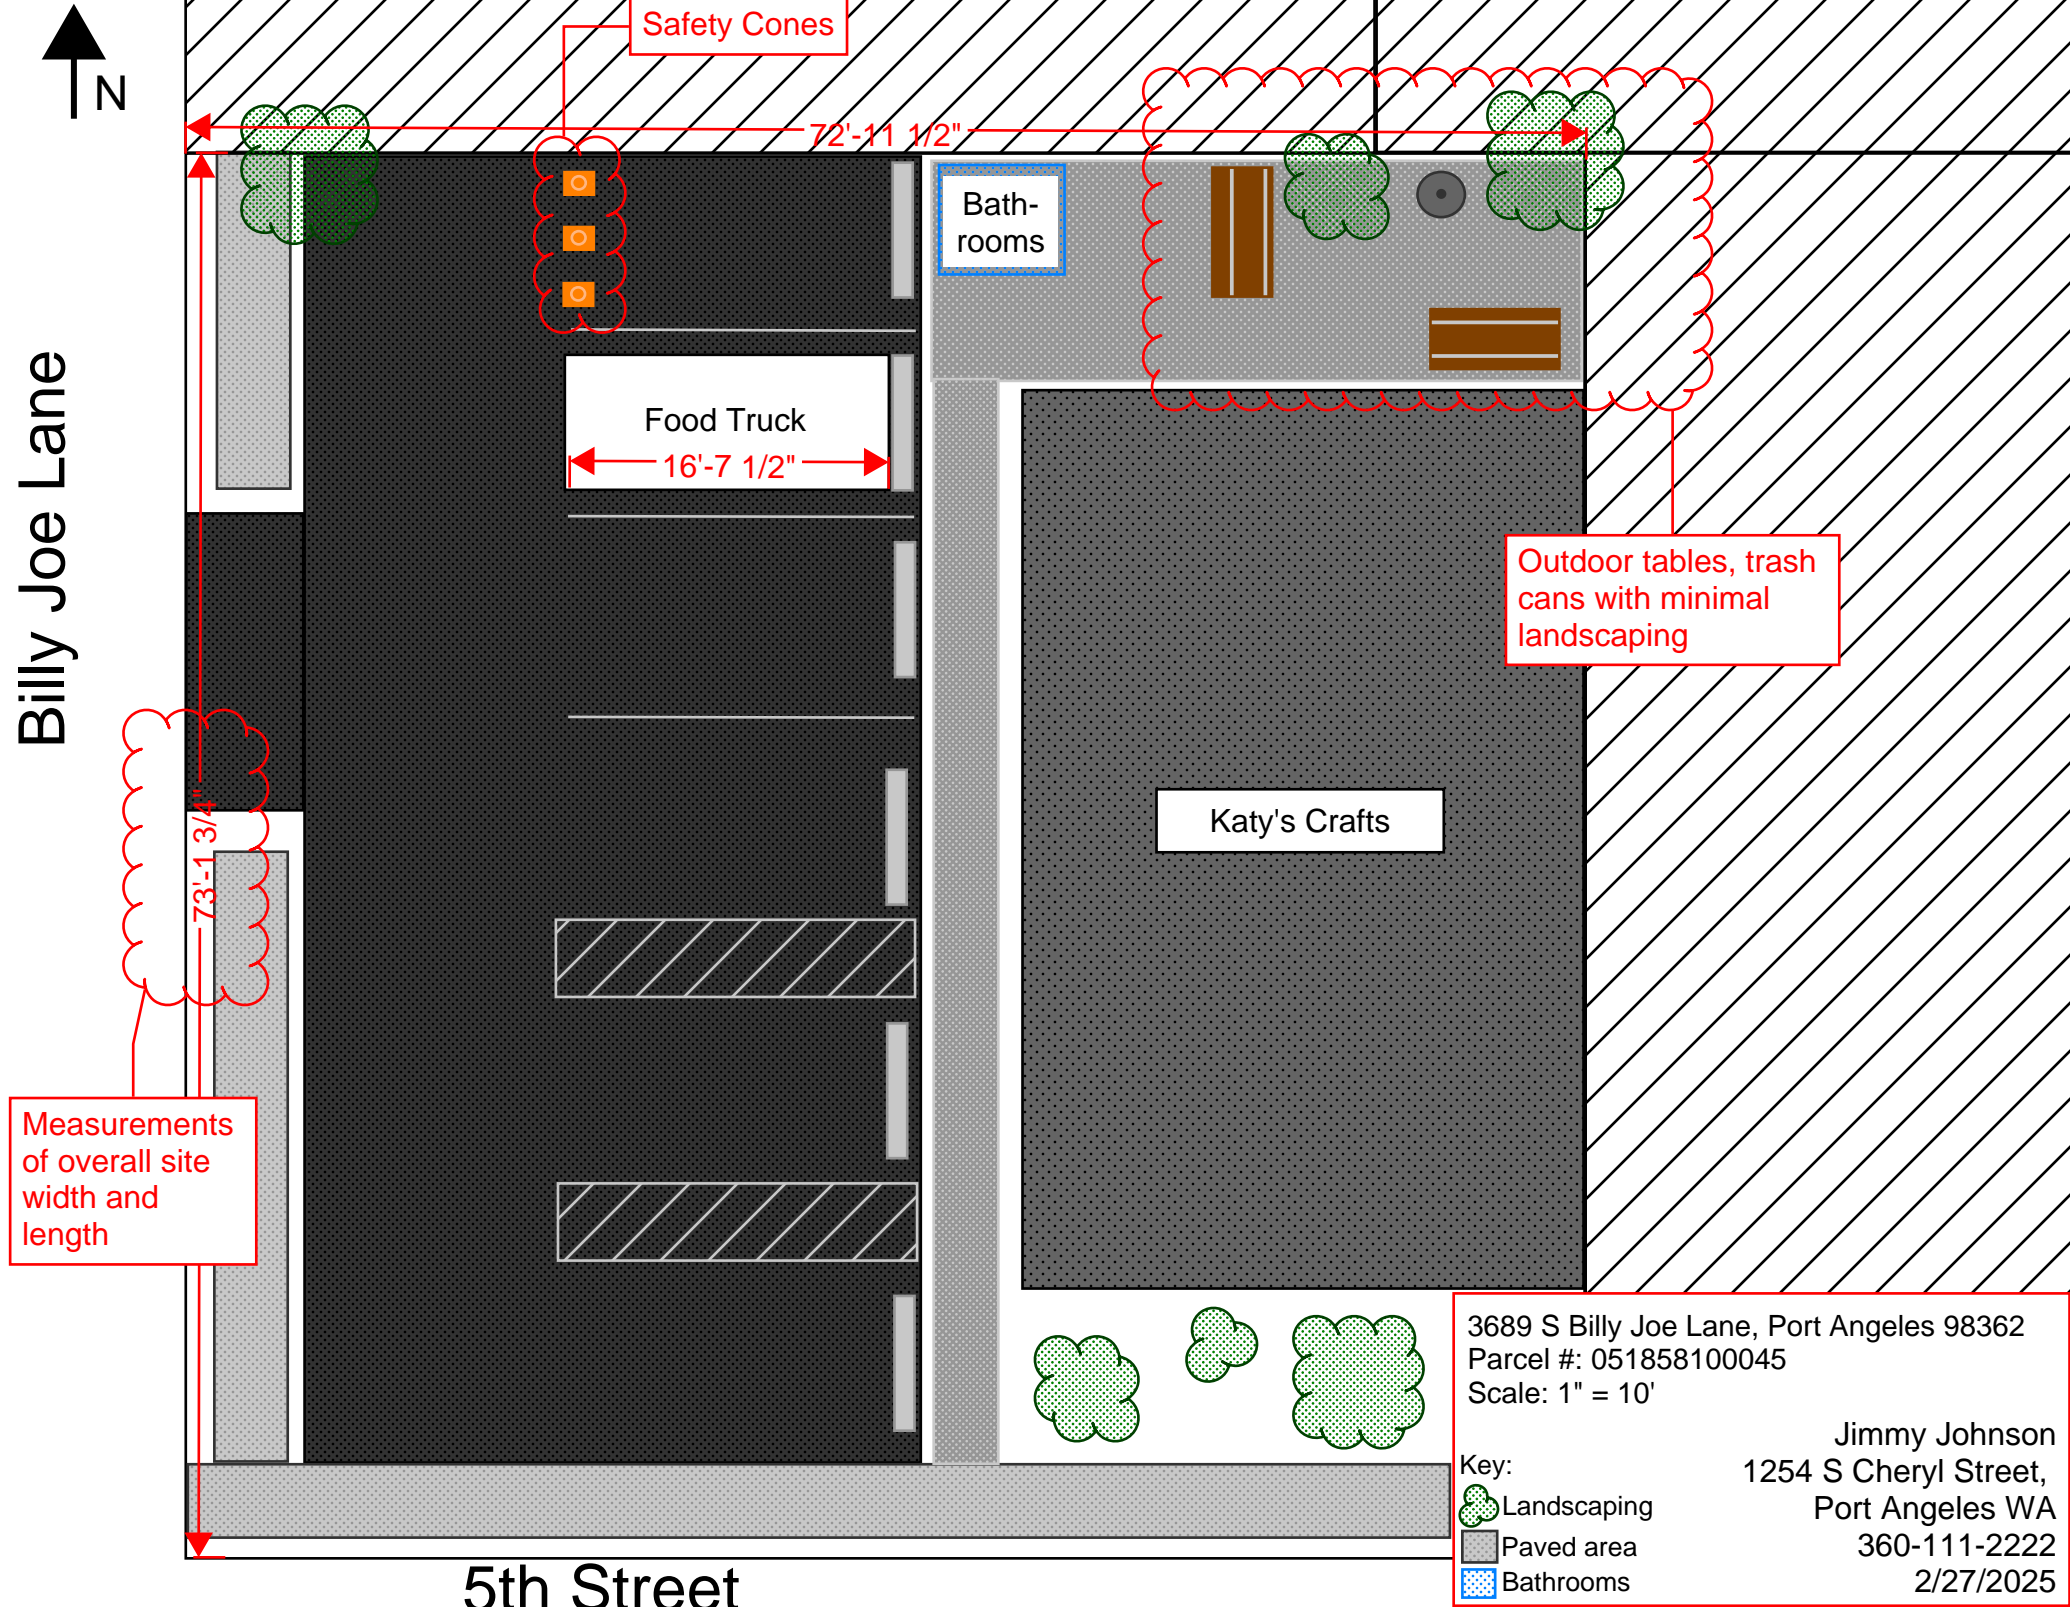 Safety Cones
N
72'-11 1/2"
Bath-
rooms
Billy Joe Lane
Food Truck
16'-7 1/2"
Outdoor tables, trash
cans with minimal
landscaping
73'-1 3/4"
Katy's Crafts
Measurements
of overall site
width and
length
3689 S Billy Joe Lane, Port Angeles 98362
Parcel #: 051858100045
Scale: 1" = 10'
Jimmy Johnson
1254 S Cheryl Street,
Port Angeles WA
360-111-2222
2/27/2025
Key:
Landscaping
Paved area
Bathrooms
5th Street